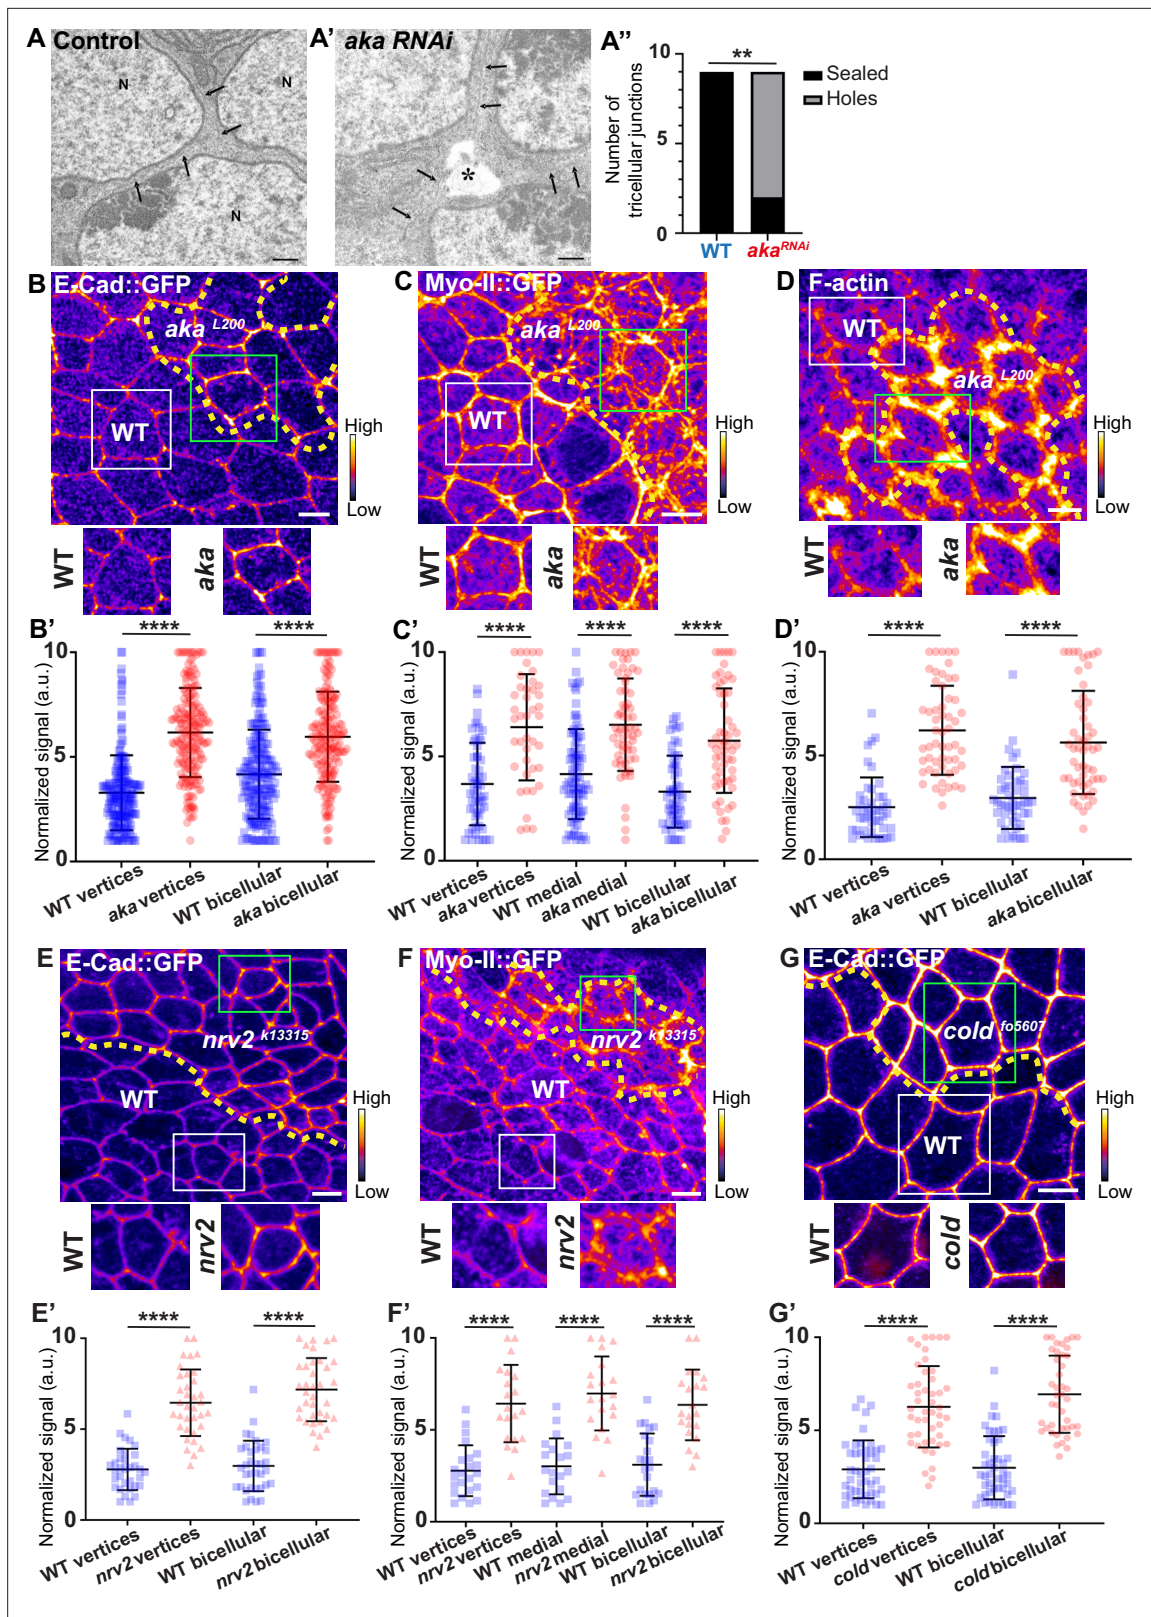 A Control
N
N
N
A' aka RNAi
*
A''
**
10
5
0
Number of
tricellular junctions
WT
aka RNAi
Sealed
Holes
B E-Cad::GFP
aka L200
WT
High
Low
WT
aka
C Myo-II::GFP
aka L200
WT
High
Low
WT
aka
D F-actin
WT
aka L200
High
Low
WT
aka
B'
**** ****
10
5
0
Normalized signal (a.u.)
WT vertices
aka vertices
WT bicellular
aka bicellular
C'
**** **** ****
10
5
0
Normalized signal (a.u.)
WT vertices
aka vertices
WT medial
aka medial
WT bicellular
aka bicellular
D'
**** ****
10
5
0
Normalized signal (a.u.)
WT vertices
aka vertices
WT bicellular
aka bicellular
E E-Cad::GFP
nrv2 k13315
WT
High
Low
WT
nrv2
F Myo-II::GFP
nrv2 k13315
WT
High
Low
WT
nrv2
G E-Cad::GFP
cold fo5607
WT
High
Low
WT
cold
E'
**** ****
10
5
0
Normalized signal (a.u.)
WT vertices
nrv2 vertices
WT bicellular
nrv2 bicellular
F'
**** **** ****
10
5
0
Normalized signal (a.u.)
WT vertices
nrv2 vertices
WT medial
nrv2 medial
WT bicellular
nrv2 bicellular
G'
**** ****
10
5
0
Normalized signal (a.u.)
WT vertices
cold vertices
WT bicellular
cold bicellular